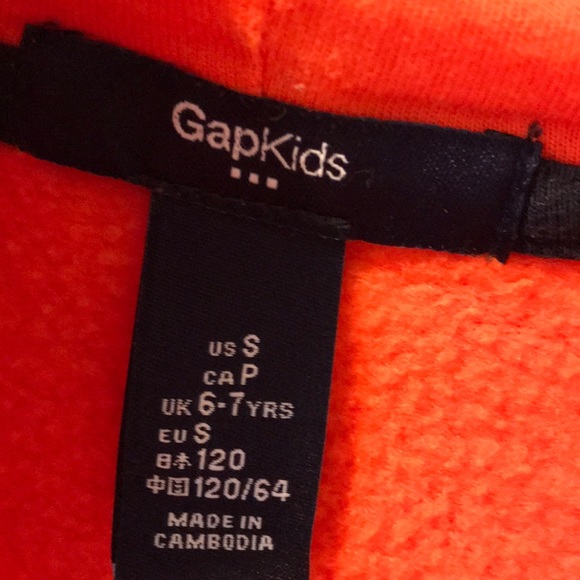 GapKids
US S
CA P
UK 6-7 YRS
EU S
日本 120
中国 120/64
MADE IN
CAMBODIA